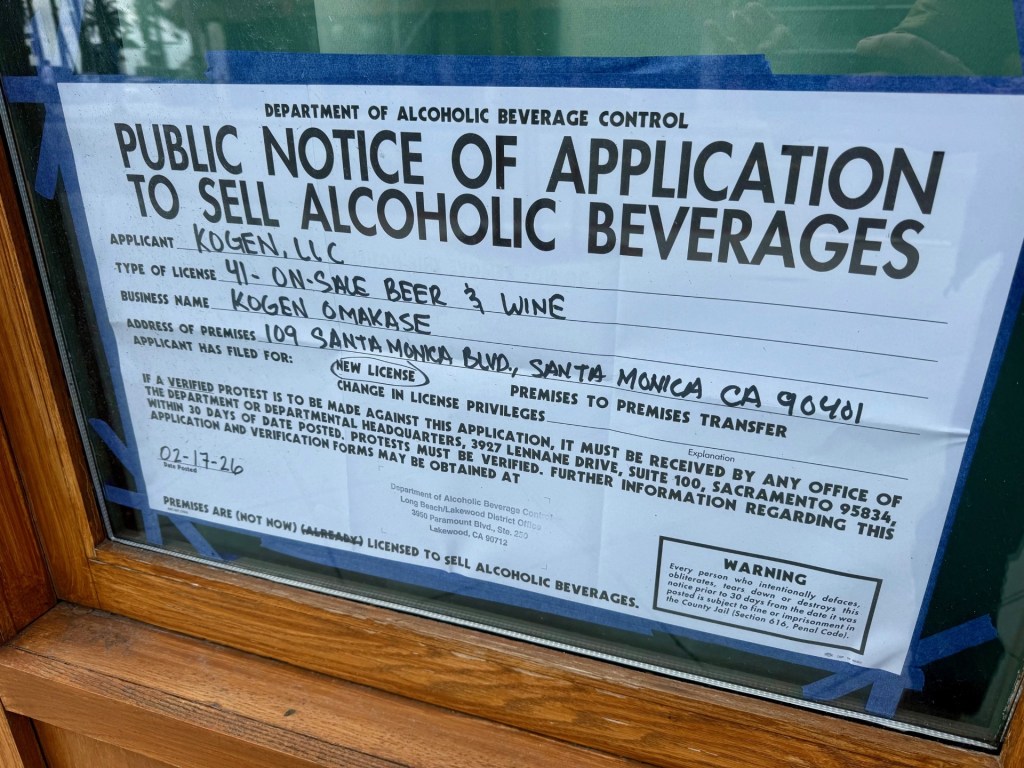 DEPARTMENT OF ALCOHOLIC BEVERAGE CONTROL
PUBLIC NOTICE OF APPLICATION
TO SELL ALCOHOLIC BEVERAGES
APPLICANT KOGEN, LLC
TYPE OF LICENSE 41- ON-SALE BEER & WINE
BUSINESS NAME KOGEN OMAKASE
ADDRESS OF PREMISES 109 SANTA MONICA BLVD., SANTA MONICA CA 90401
APPLICANT HAS FILED FOR: NEW LICENSE PREMISES TO PREMISES TRANSFER
CHANGE IN LICENSE PRIVILEGES
Explanation
IF A VERIFIED PROTEST IS TO BE MADE AGAINST THIS APPLICATION, IT MUST BE RECEIVED BY ANY OFFICE OF
THE DEPARTMENT OR DEPARTMENTAL HEADQUARTERS, 3927 LENNANE DRIVE, SUITE 100, SACRAMENTO 95834,
WITHIN 30 DAYS OF DATE POSTED. PROTESTS MUST BE VERIFIED. FURTHER INFORMATION REGARDING THIS
APPLICATION AND VERIFICATION FORMS MAY BE OBTAINED AT
02-17-26
Date Posted
Department of Alcoholic Beverage Control
Long Beach/Lakewood District Office
3950 Paramount Blvd., Ste. 250
Lakewood, CA 90712
PREMISES ARE (NOT NOW) (ALREADY) LICENSED TO SELL ALCOHOLIC BEVERAGES.
WARNING
Every person who intentionally defaces,
obliterates, tears down or destroys this
notice prior to 30 days from the date it was
posted is subject to fine or imprisonment in
the County Jail (Section 616, Penal Code).